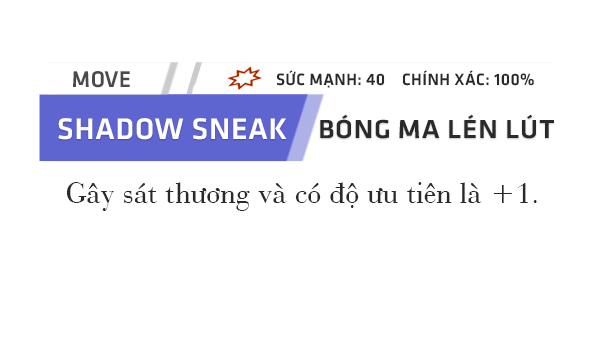 MOVE SỨC MẠNH: 40 CHÍNH XÁC: 100%
SHADOW SNEAK BÓNG MA LÉN LÚT
Gây sát thương và có độ ưu tiên là +1.